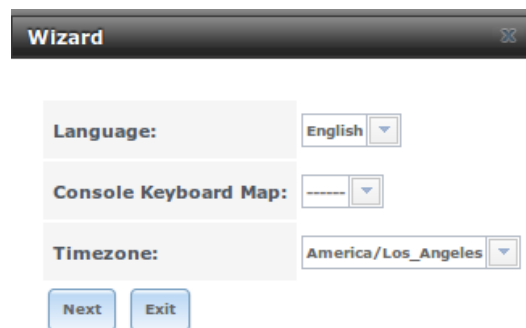 Wizard
Language: English
Console Keyboard Map: ------
Timezone: America/Los_Angeles
Next Exit